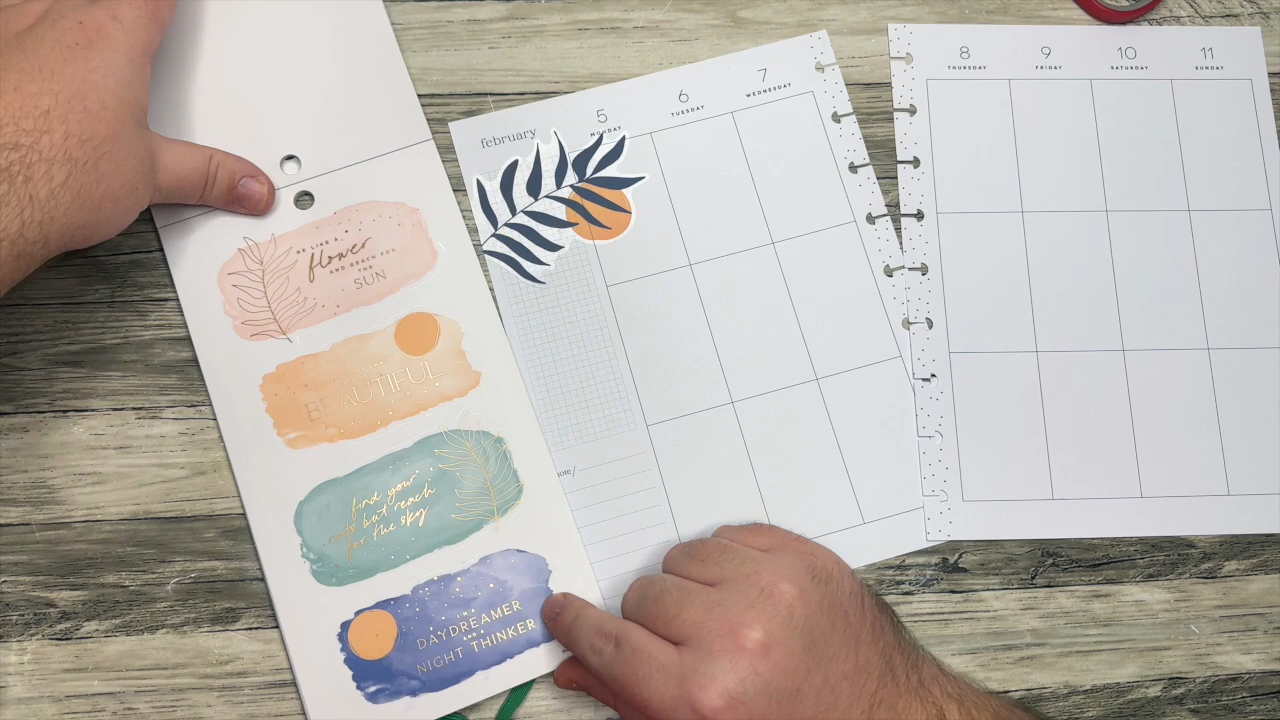 BE LIKE A
flower
AND REACH FOR
THE
SUN
BEAUTIFUL
find your
but reach
for the sky
I'M A
DAYDREAMER
AND A
NIGHT THINKER
february
5
MONDAY
6
TUESDAY
7
WEDNESDAY
note/
8
THURSDAY
9
FRIDAY
10
SATURDAY
11
SUNDAY